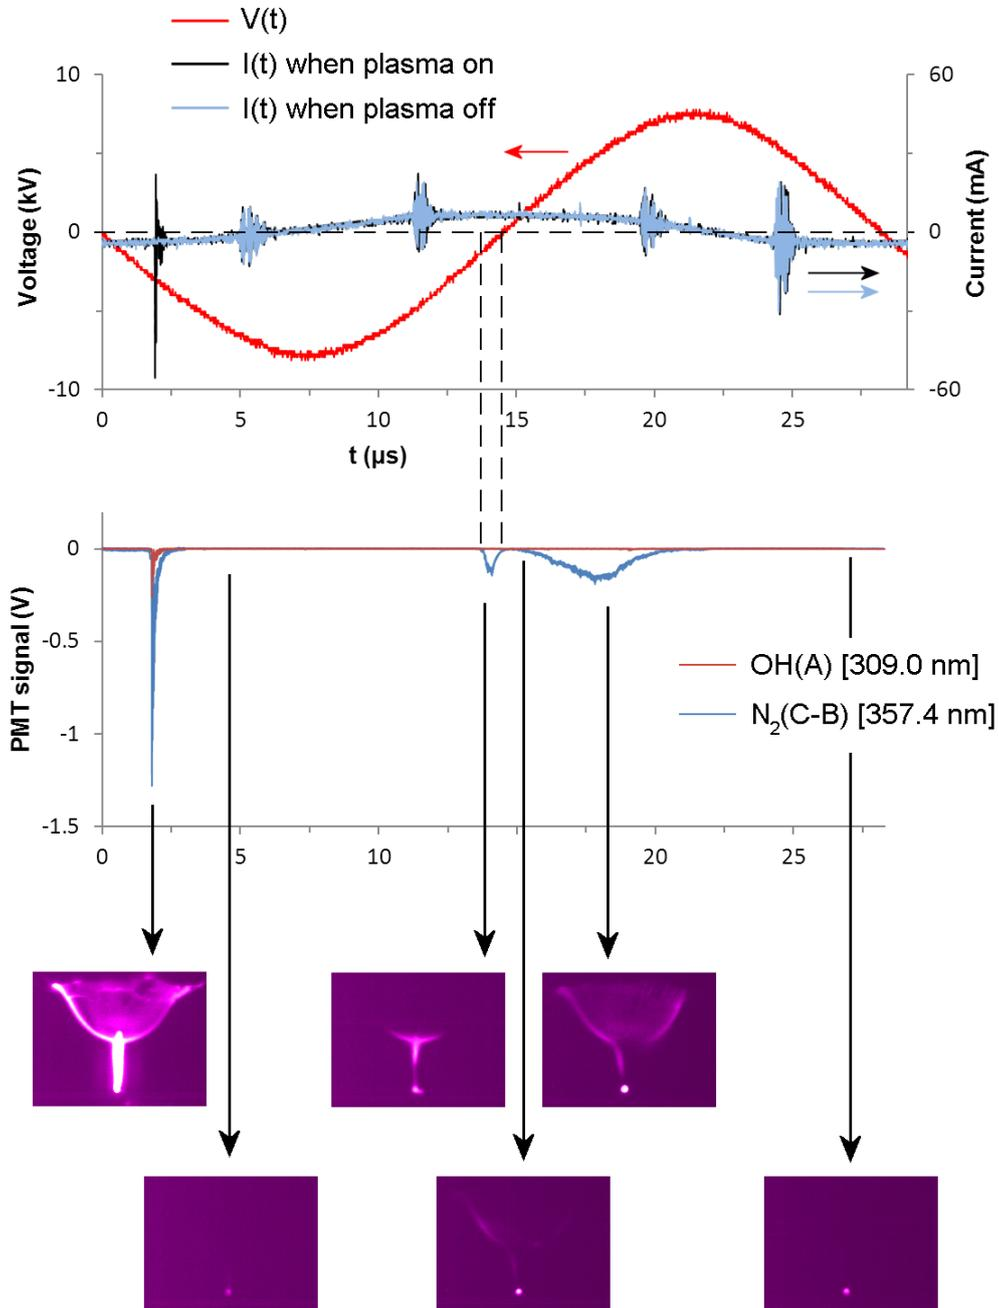 V(t)
I(t) when plasma on
I(t) when plasma off
10
0
-10
Voltage (kV)
60
0
-60
Current (mA)
0 5 10 15 20 25
t (µs)
0
-0.5
-1
-1.5
PMT signal (V)
OH(A) [309.0 nm]
N2(C-B) [357.4 nm]
0 5 10 20 25